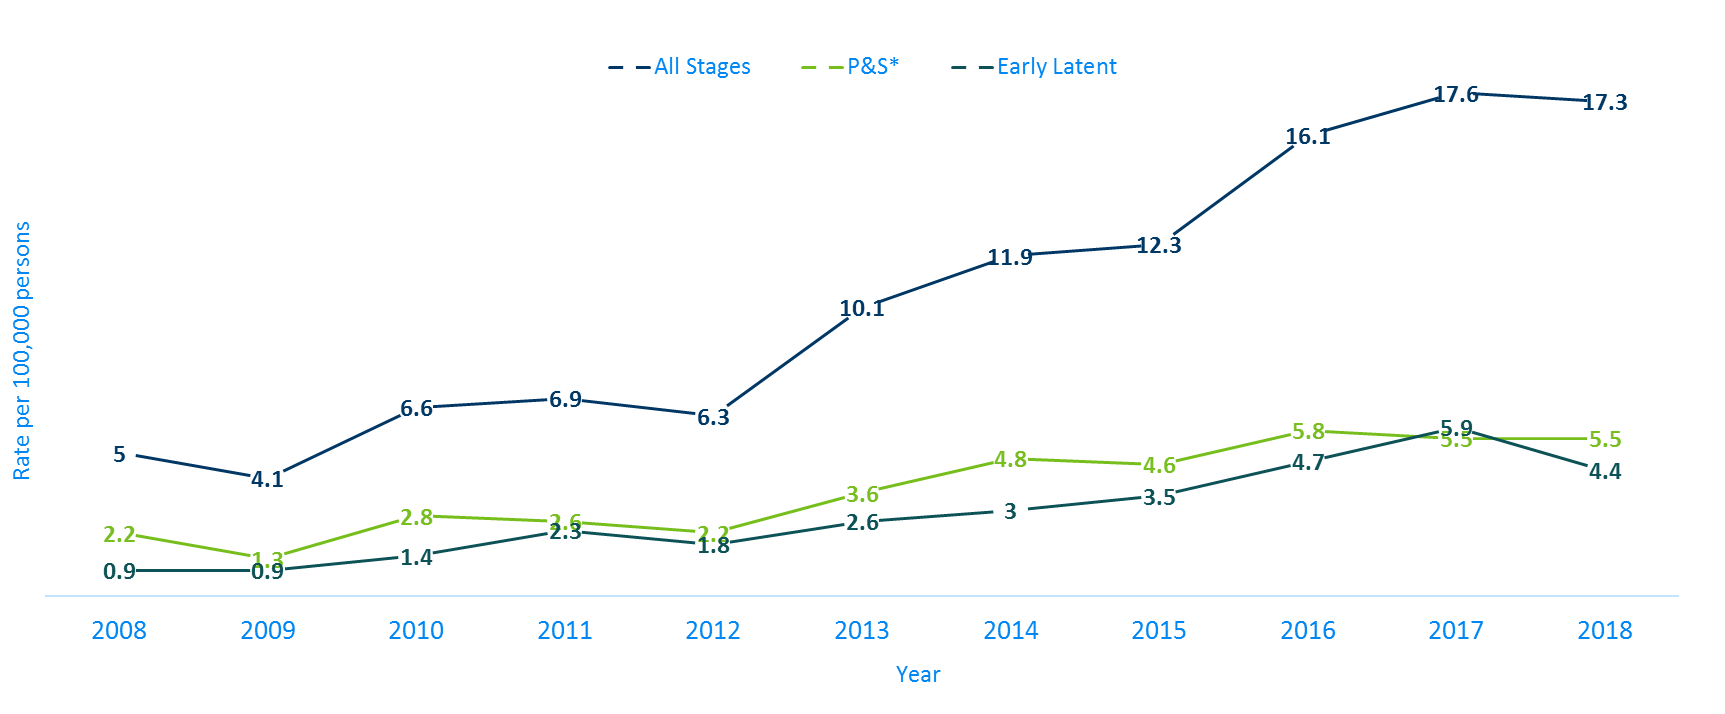 All Stages P&S* Early Latent
Rate per 100,000 persons
5 4.1 6.6 6.9 6.3 10.1 11.9 12.3 16.1 17.6 17.3
2.2 1.3 2.8 2.6 2.2 3.6 4.8 4.6 5.8 5.5 5.5
0.9 0.9 1.4 2.3 1.8 2.6 3 3.5 4.7 5.9 4.4
2008 2009 2010 2011 2012 2013 2014 2015 2016 2017 2018
Year